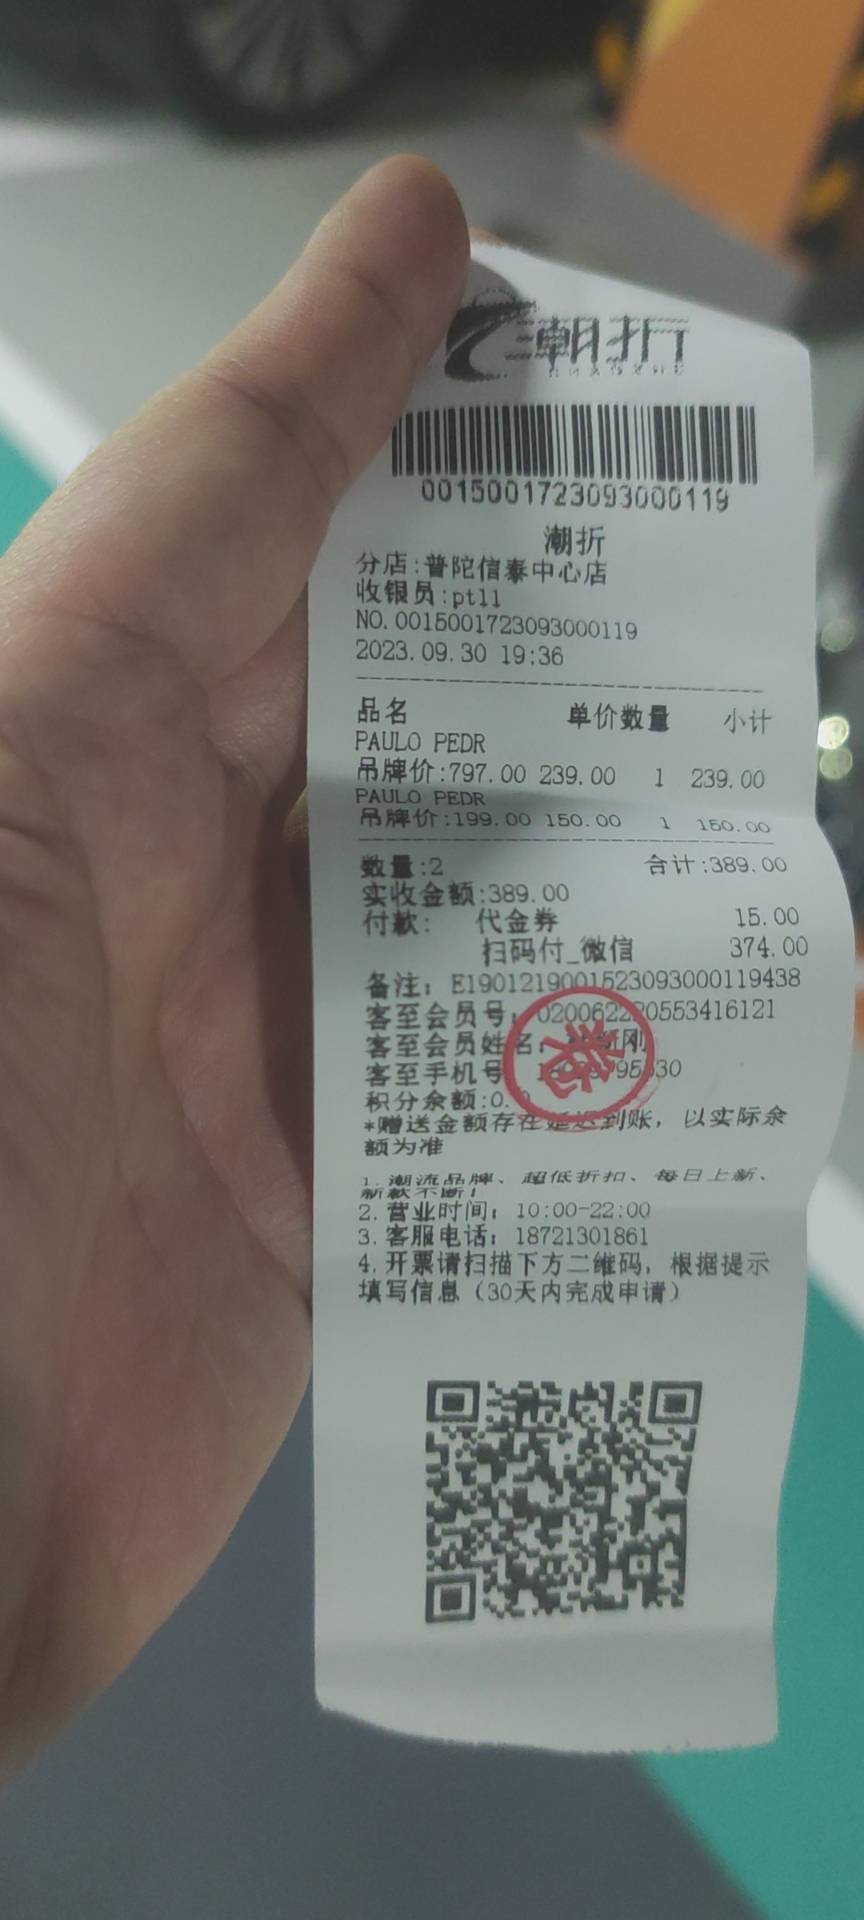 潮折
0015001723093000119
潮折
分店:普陀信泰中心店
收银员:pt11
NO.0015001723093000119
2023.09.30 19:36
品名 单价数量 小计
PAULO PEDR
吊牌价:797.00 239.00 1 239.00
PAULO PEDR
吊牌价:199.00 150.00 1 150.00
数量:2 合计:389.00
实收金额:389.00
付款: 代金券 15.00
扫码付_微信 374.00
备注: E19012190015230930001194​38
客至会员号: 020062220553416121
客至会员姓名: 刚
客至手机号
积分余额:0.0
*赠送金额存在延迟到账, 以实际余
额为准
1.潮流品牌、超低折扣、每日上新、
新款不断!
2.营业时间: 10:00-22:00
3.客服电话: 18721301861
4.开票请扫描下方二维码, 根据提示
填写信息(30天内完成申请)